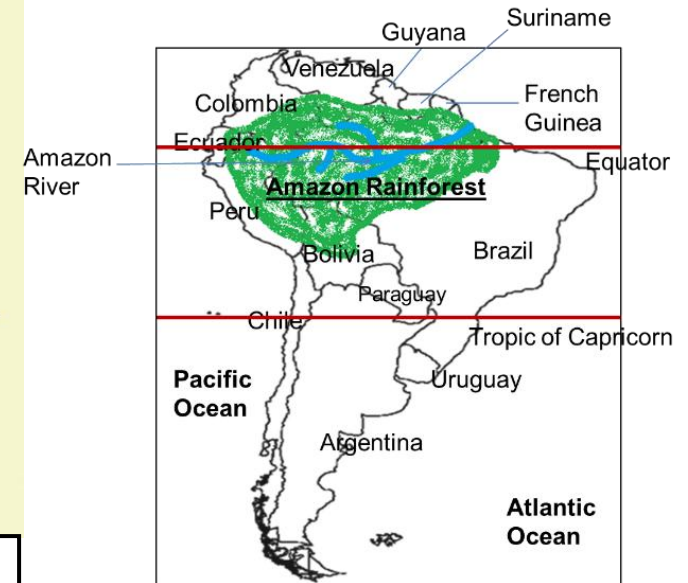 Suriname
Guyana
Venezuela
Colombia
French
Guinea
Ecuador
Amazon
River
Equator
Amazon Rainforest
Peru
Bolivia
Brazil
Paraguay
Chile
Tropic of Capricorn
Pacific
Ocean
Uruguay
Argentina
Atlantic
Ocean